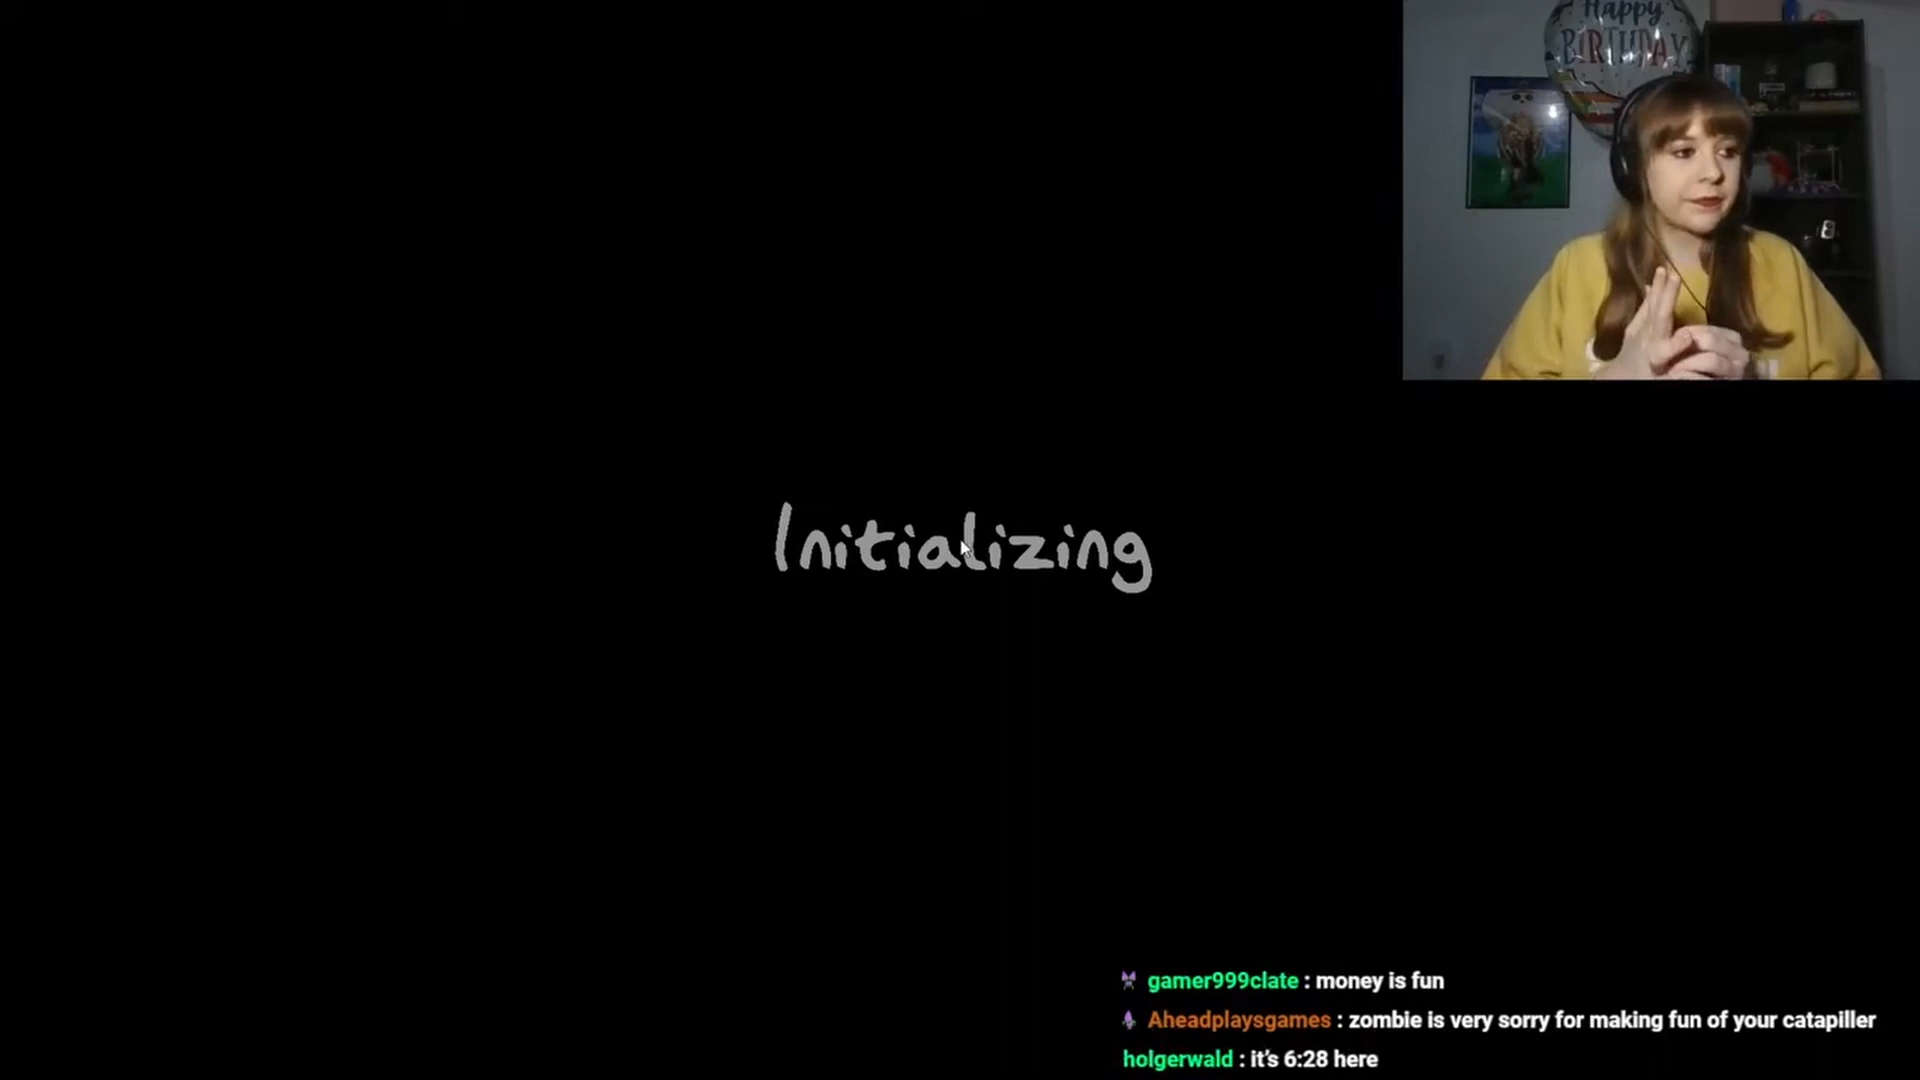 Happy
BIRTHDAY
Initializing
gamer999clate : money is fun
Aheadplaysgames : zombie is very sorry for making fun of your catapiller
holgerwald : it's 6:28 here